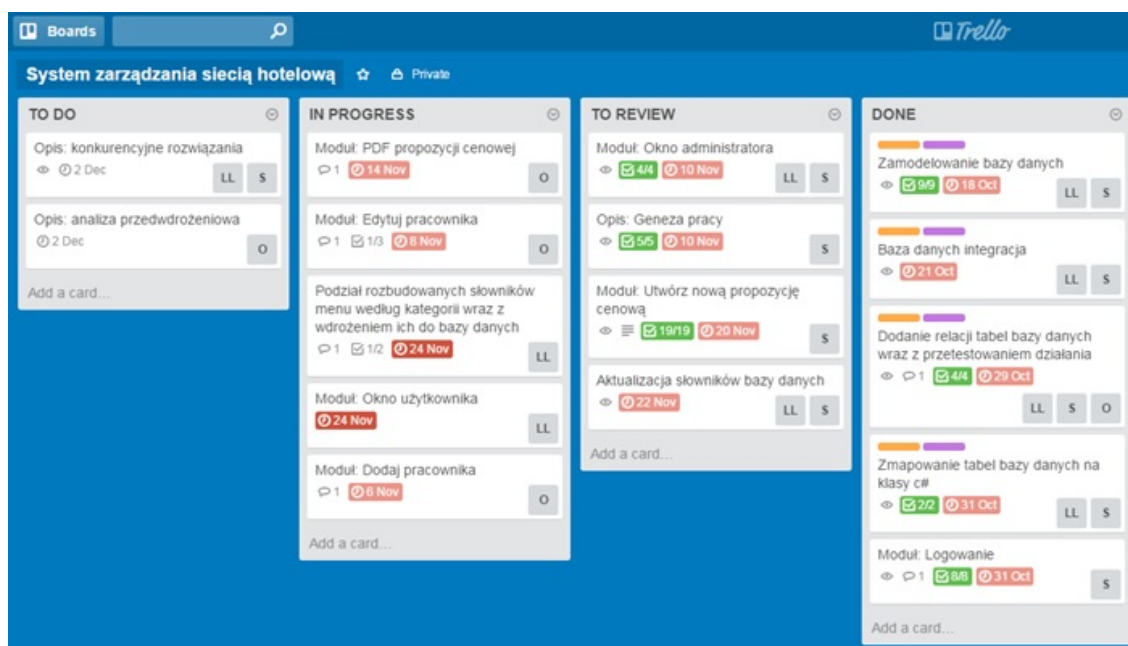 Boards
Trello
System zarządzania siecią hotelową Private
TO DO
Opis: konkurencyjne rozwiązania
2 Dec
LL S
Opis: analiza przedwdrożeniowa
2 Dec
O
Add a card...
IN PROGRESS
Moduł: PDF propozycji cenowej
1 14 Nov
O
Moduł: Edytuj pracownika
1 1/3 8 Nov
O
Podział rozbudowanych słowników
menu według kategorii wraz z
wdrożeniem ich do bazy danych
1 1/2 24 Nov
LL
Moduł: Okno użytkownika
24 Nov
LL
Moduł: Dodaj pracownika
1 6 Nov
O
Add a card...
TO REVIEW
Moduł: Okno administratora
4/4 10 Nov
LL S
Opis: Geneza pracy
5/5 10 Nov
S
Moduł: Utwórz nową propozycję
cenową
19/19 20 Nov
S
Aktualizacja słowników bazy danych
22 Nov
LL S
Add a card...
DONE
Zamodelowanie bazy danych
9/9 18 Oct
LL S
Baza danych integracja
21 Oct
LL S
Dodanie relacji tabel bazy danych
wraz z przetestowaniem działania
1 4/4 29 Oct
LL S O
Zmapowanie tabel bazy danych na
klasy c#
2/2 31 Oct
LL S
Moduł: Logowanie
1 8/8 31 Oct
S
Add a card...